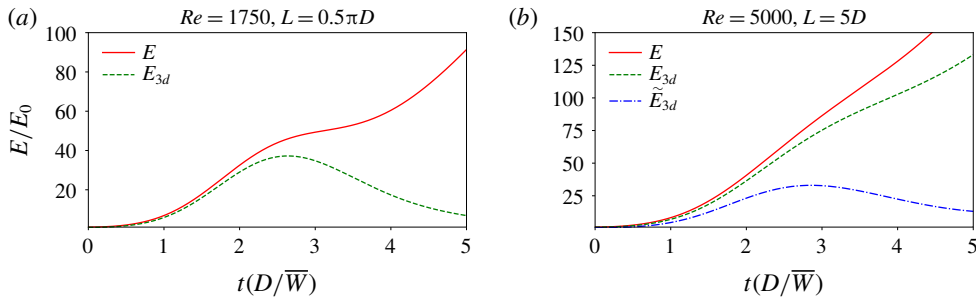 (a) Re = 1750, L = 0.5πD
100
80
60
40
20
E/E₀
E
E₃d
0 1 2 3 4 5
t(D/W̅)
(b) Re = 5000, L = 5D
150
125
100
75
50
25
E
E₃d
Ẽ₃d
0 1 2 3 4 5
t(D/W̅)